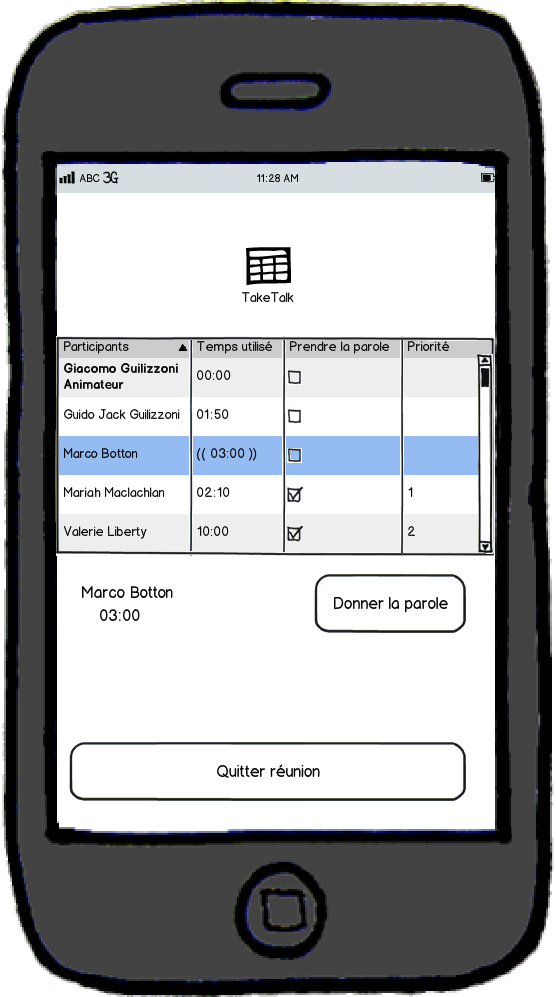 ABC 3G 11:28 AM
TakeTalk
Participants Temps utilisé Prendre la parole Priorité
Giacomo Guilizzoni
Animateur 00:00
Guido Jack Guilizzoni 01:50
Marco Botton (( 03:00 ))
Mariah Maclachlan 02:10 1
Valerie Liberty 10:00 2
Marco Botton
03:00
Donner la parole
Quitter réunion